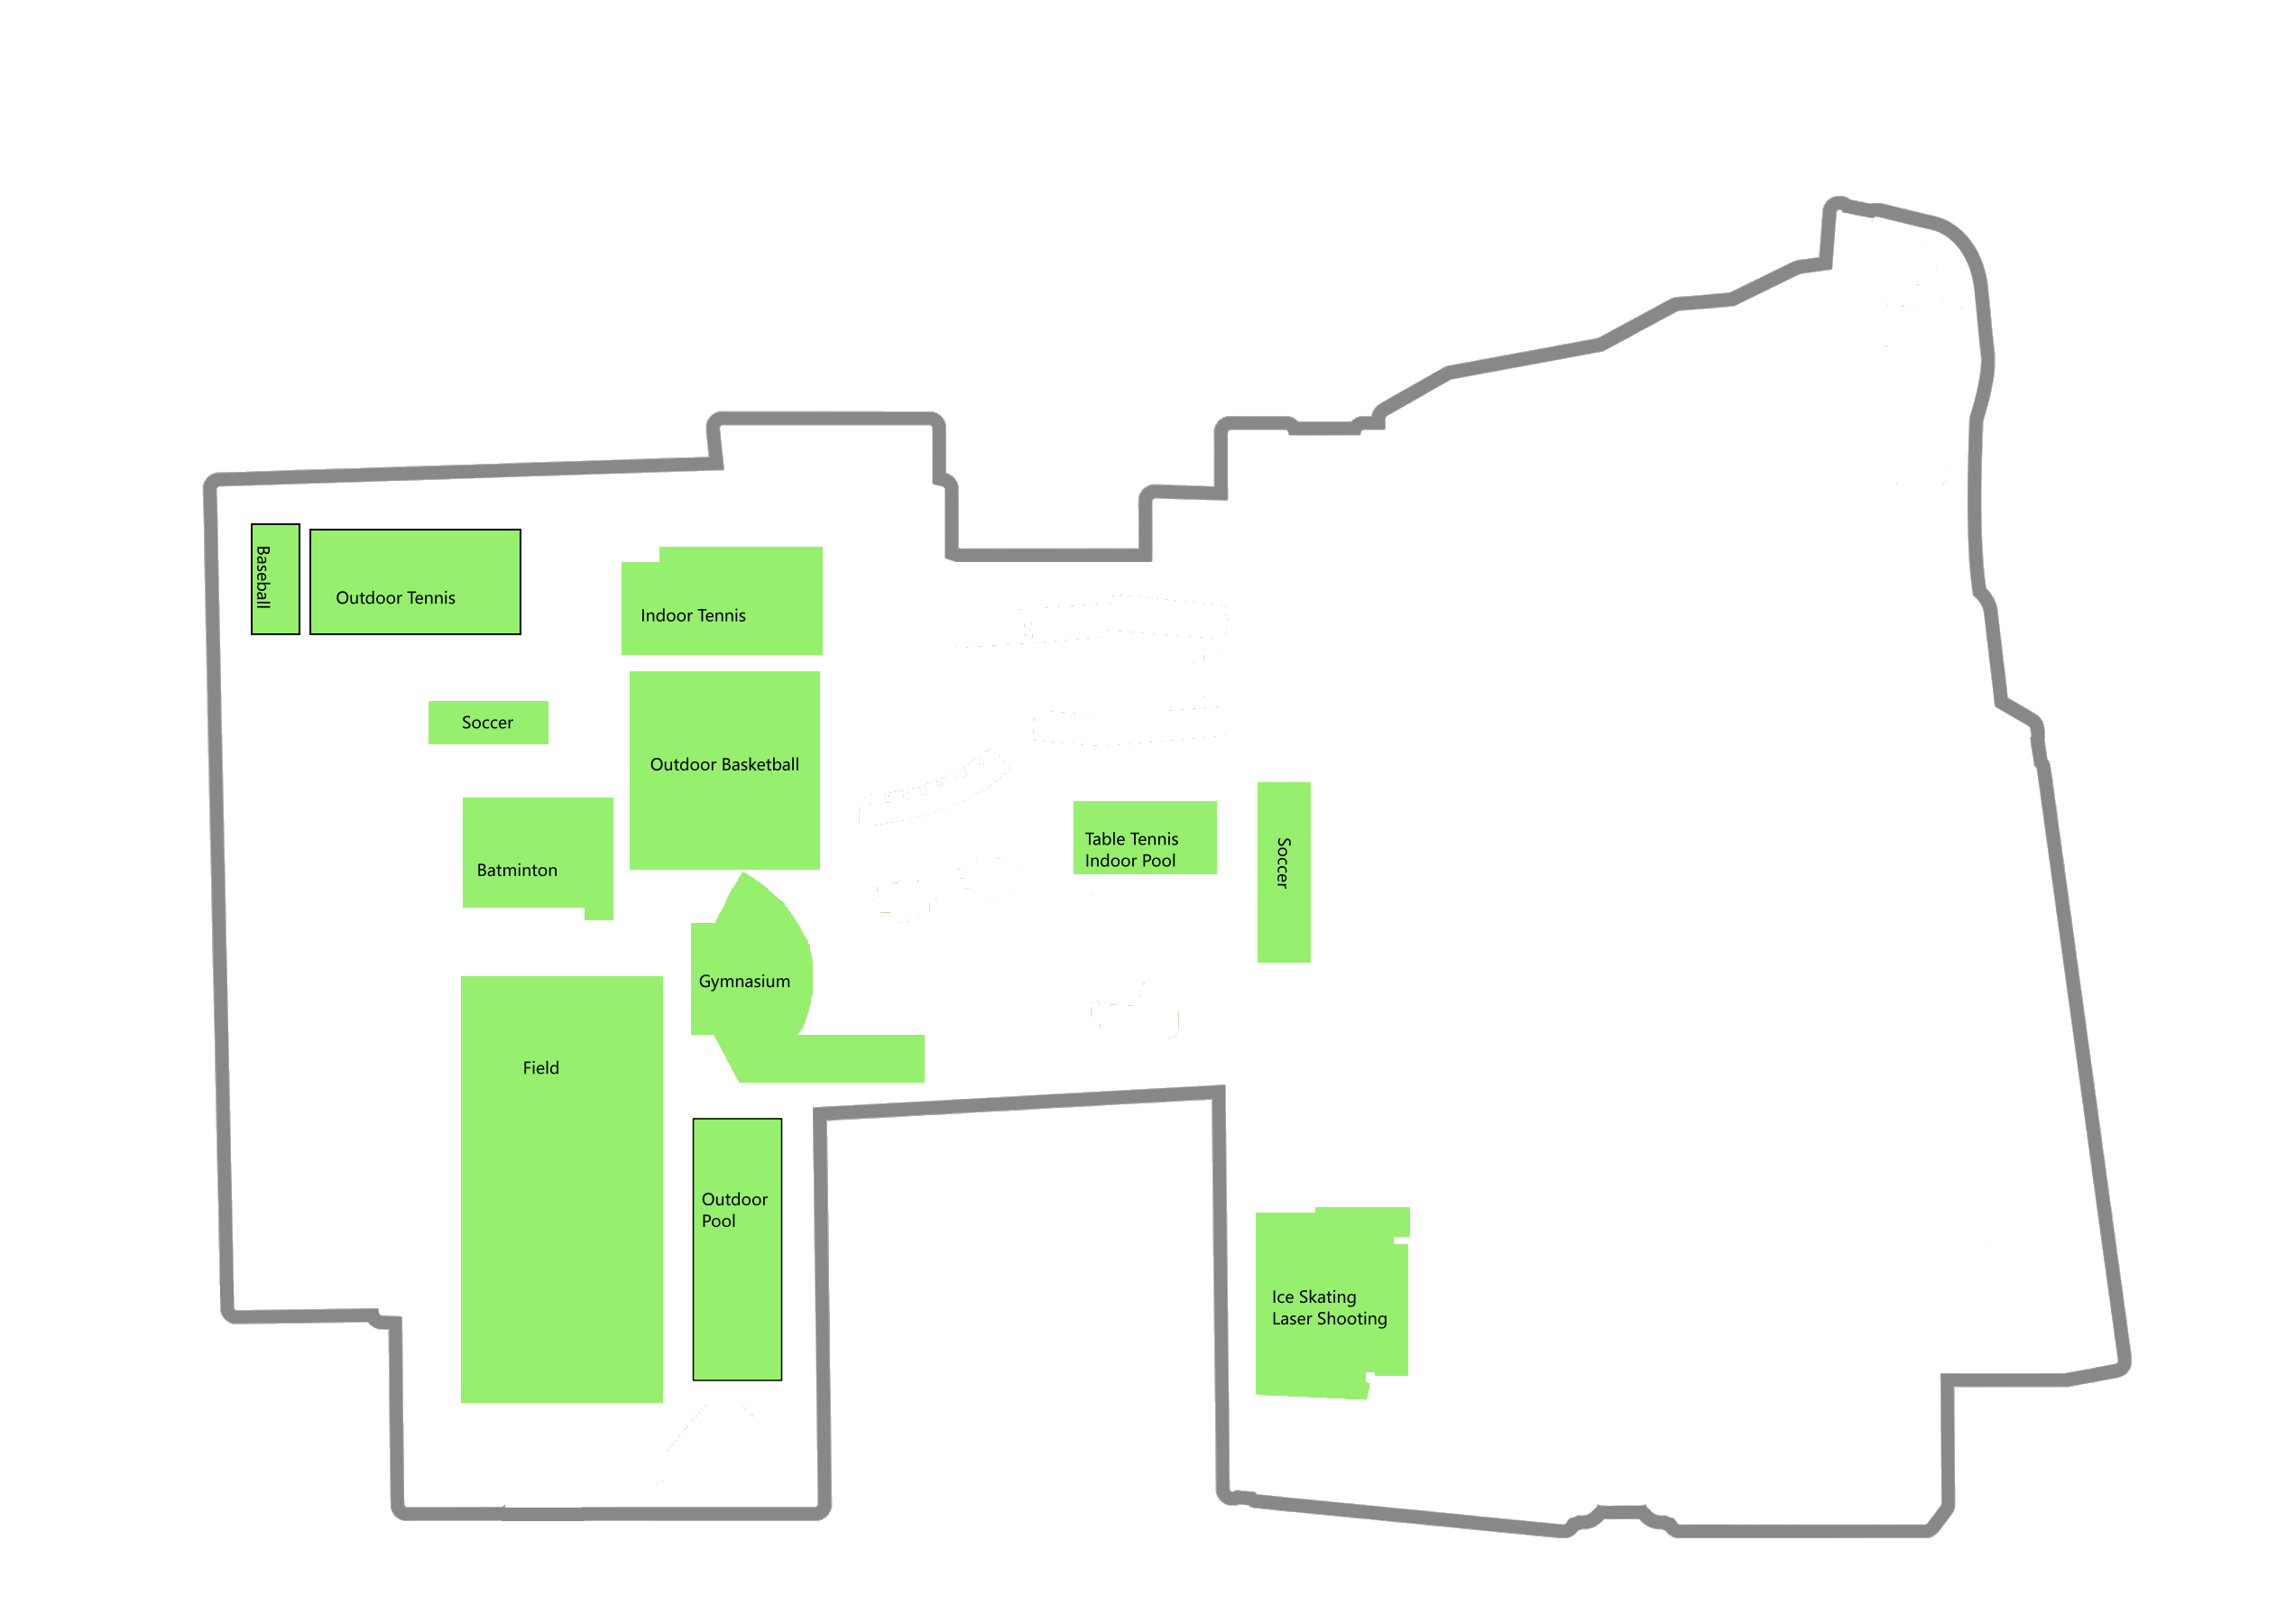 Baseball
Outdoor Tennis
Indoor Tennis
Soccer
Outdoor Basketball
Batminton
Table Tennis
Indoor Pool
Soccer
Gymnasium
Field
Outdoor
Pool
Ice Skating
Laser Shooting